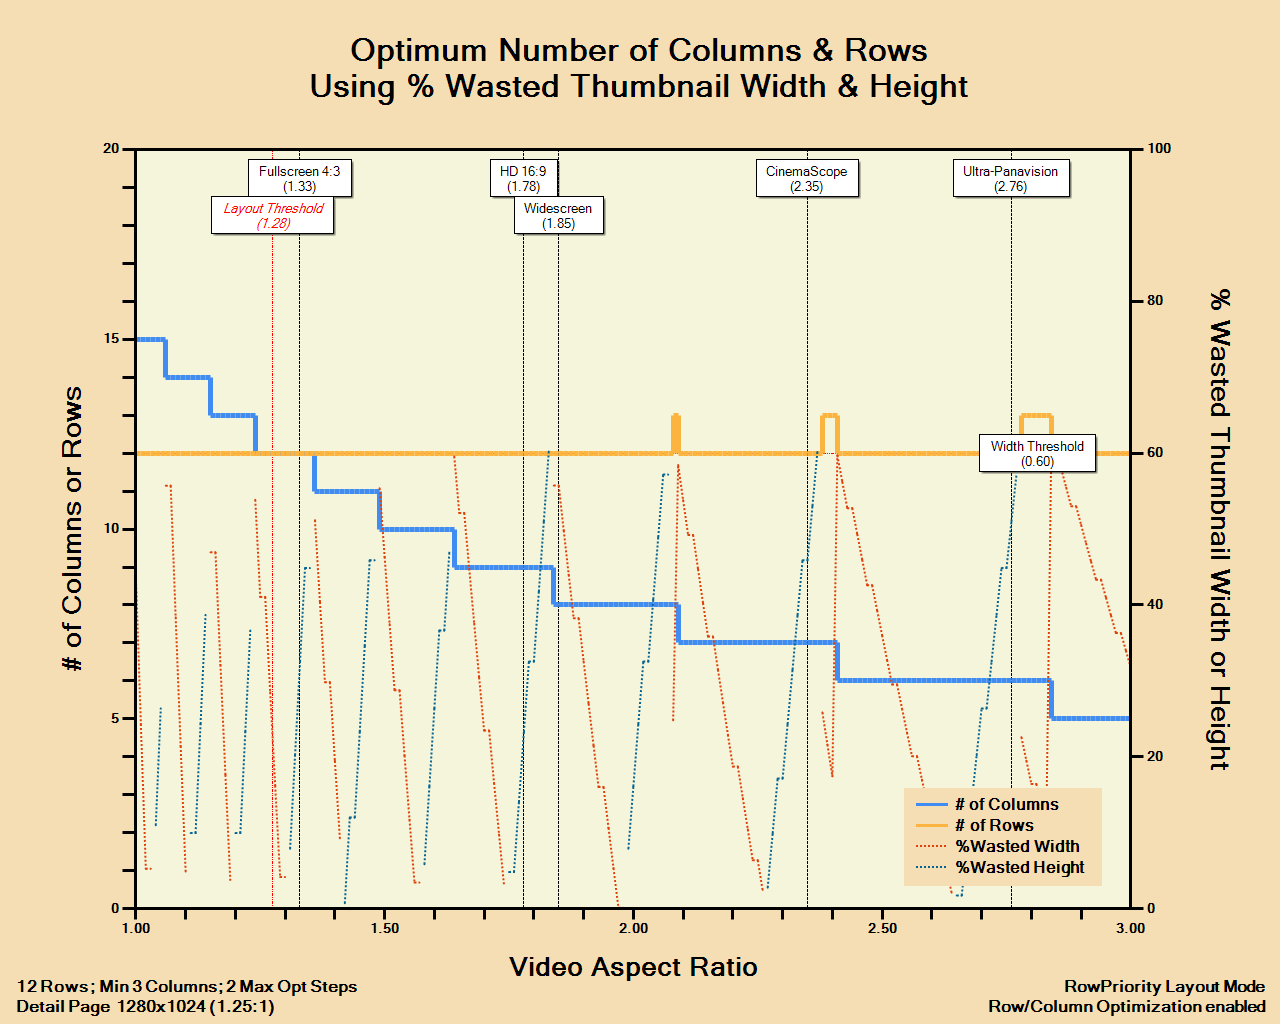 Optimum Number of Columns & Rows
Using % Wasted Thumbnail Width & Height
20
15
10
5
0
# of Columns or Rows
100
80
60
40
20
0
% Wasted Thumbnail Width or Height
Fullscreen 4:3
(1.33)
Layout Threshold
(1.28)
HD 16:9
(1.78)
Widescreen
(1.85)
CinemaScope
(2.35)
Ultra-Panavision
(2.76)
Width Threshold
(0.60)
# of Columns
# of Rows
%Wasted Width
%Wasted Height
1.00
1.50
2.00
2.50
3.00
Video Aspect Ratio
12 Rows; Min 3 Columns; 2 Max Opt Steps
Detail Page 1280x1024 (1.25:1)
RowPriority Layout Mode
Row/Column Optimization enabled